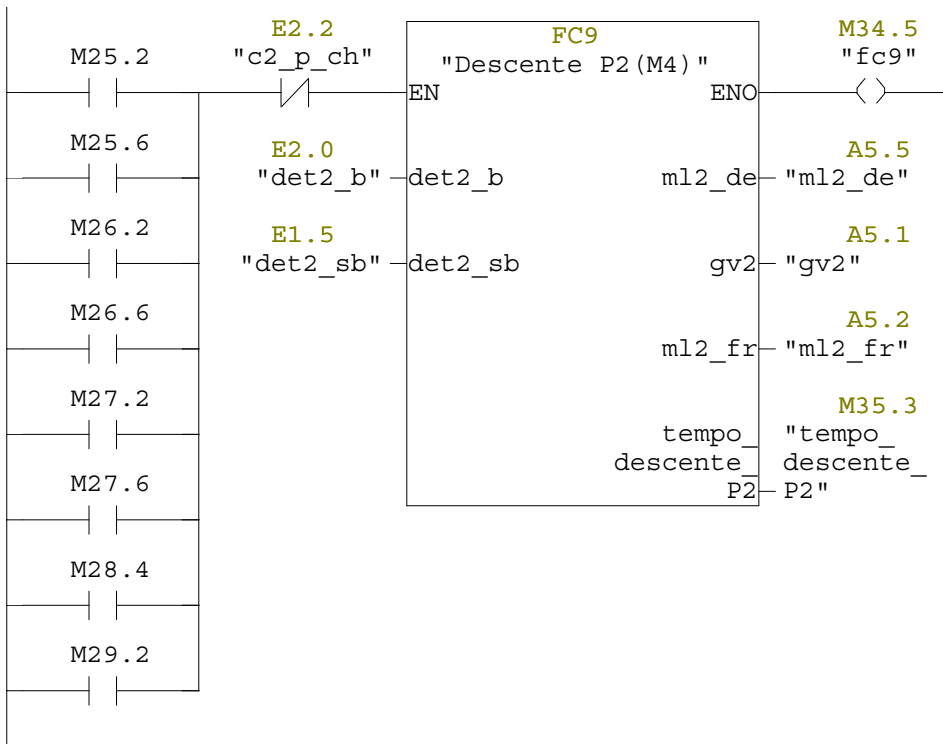 E2.2
FC9
M34.5
M25.2
"c2_p_ch"
"Descente P2(M4)"
"fc9"
EN
ENO
M25.6
E2.0
A5.5
"det2_b"
det2_b
ml2_de
"ml2_de"
M26.2
E1.5
A5.1
"det2_sb"
det2_sb
gv2
"gv2"
M26.6
A5.2
ml2_fr
"ml2_fr"
M27.2
M35.3
tempo_
descente_
P2
"tempo_
descente_
P2"
M27.6
M28.4
M29.2